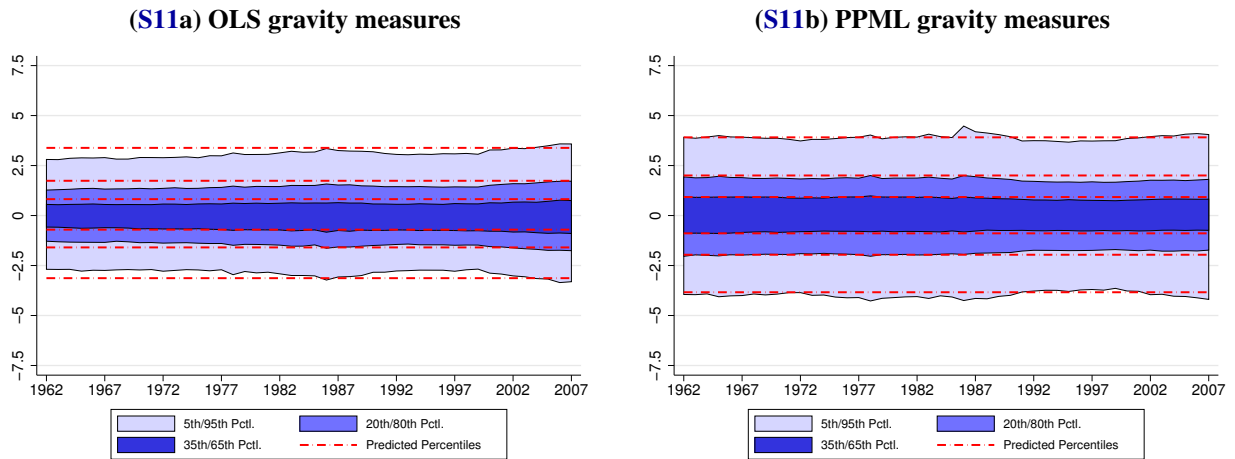 (S11a) OLS gravity measures
7.5
5
2.5
0
−2.5
−5
−7.5
1962 1967 1972 1977 1982 1987 1992 1997 2002 2007
5th/95th Pctl. 20th/80th Pctl.
35th/65th Pctl. Predicted Percentiles
(S11b) PPML gravity measures
7.5
5
2.5
0
−2.5
−5
−7.5
1962 1967 1972 1977 1982 1987 1992 1997 2002 2007
5th/95th Pctl. 20th/80th Pctl.
35th/65th Pctl. Predicted Percentiles